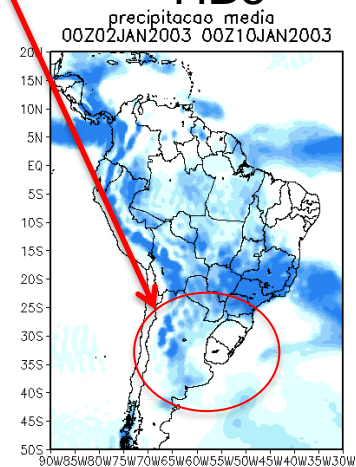 precipitacao media
00Z02JAN2003 00Z10JAN2003
20N
15N
10N
5N
EQ
5S
10S
15S
20S
25S
30S
35S
40S
45S
50S
90W85W80W75W70W65W60W55W50W45W40W35W30W